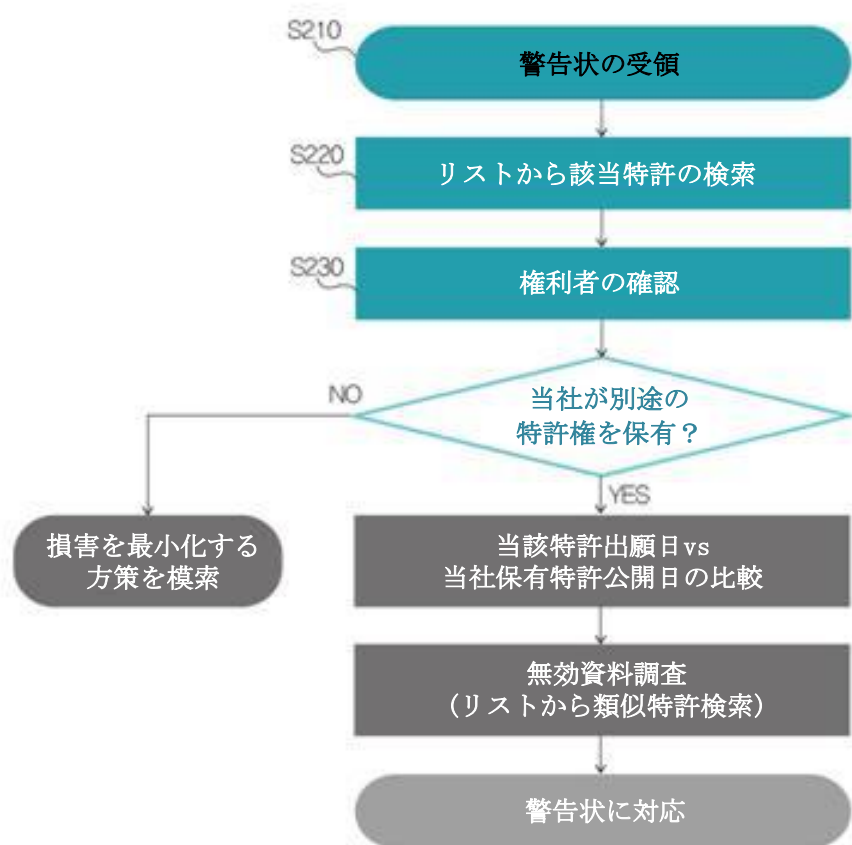 S210
警告状の受領
S220
リストから該当特許の検索
S230
権利者の確認
当社が別途の
特許権を保有？
NO
YES
損害を最小化する
方策を模索
当該特許出願日vs
当社保有特許公開日の比較
無効資料調査
（リストから類似特許検索）
警告状に対応